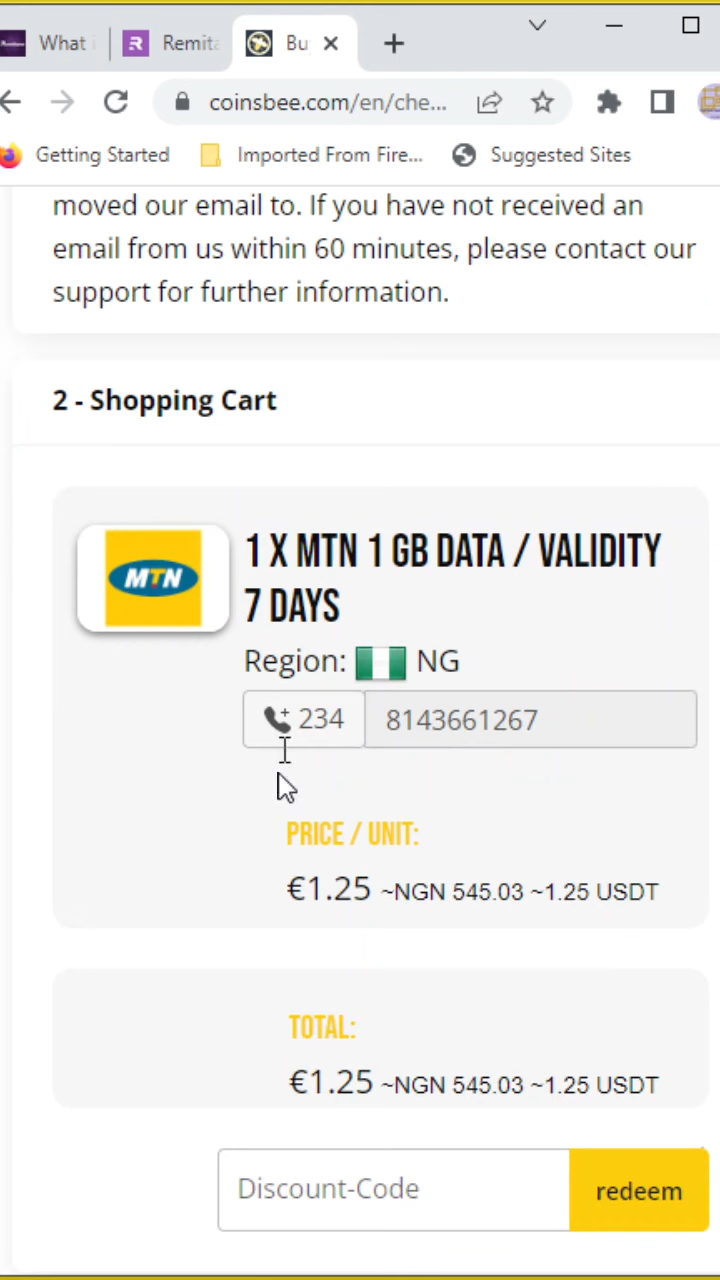 What i
Remita
Bu
coinsbee.com/en/che...
Getting Started
Imported From Fire...
Suggested Sites
moved our email to. If you have not received an
email from us within 60 minutes, please contact our
support for further information.
2 - Shopping Cart
MTN
1 X MTN 1 GB DATA / VALIDITY
7 DAYS
Region: NG
234 8143661267
PRICE / UNIT:
€1.25 ~NGN 545.03 ~1.25 USDT
TOTAL:
€1.25 ~NGN 545.03 ~1.25 USDT
Discount-Code
redeem